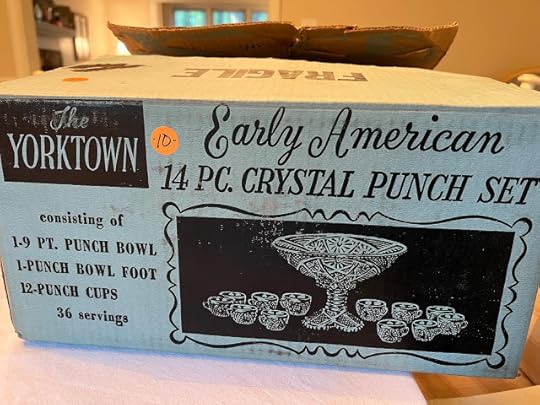 FRAGILE
The
YORKTOWN
-10-
Early American
14 PC. CRYSTAL PUNCH SET
consisting of
1-9 PT. PUNCH BOWL
1-PUNCH BOWL FOOT
12-PUNCH CUPS
36 servings